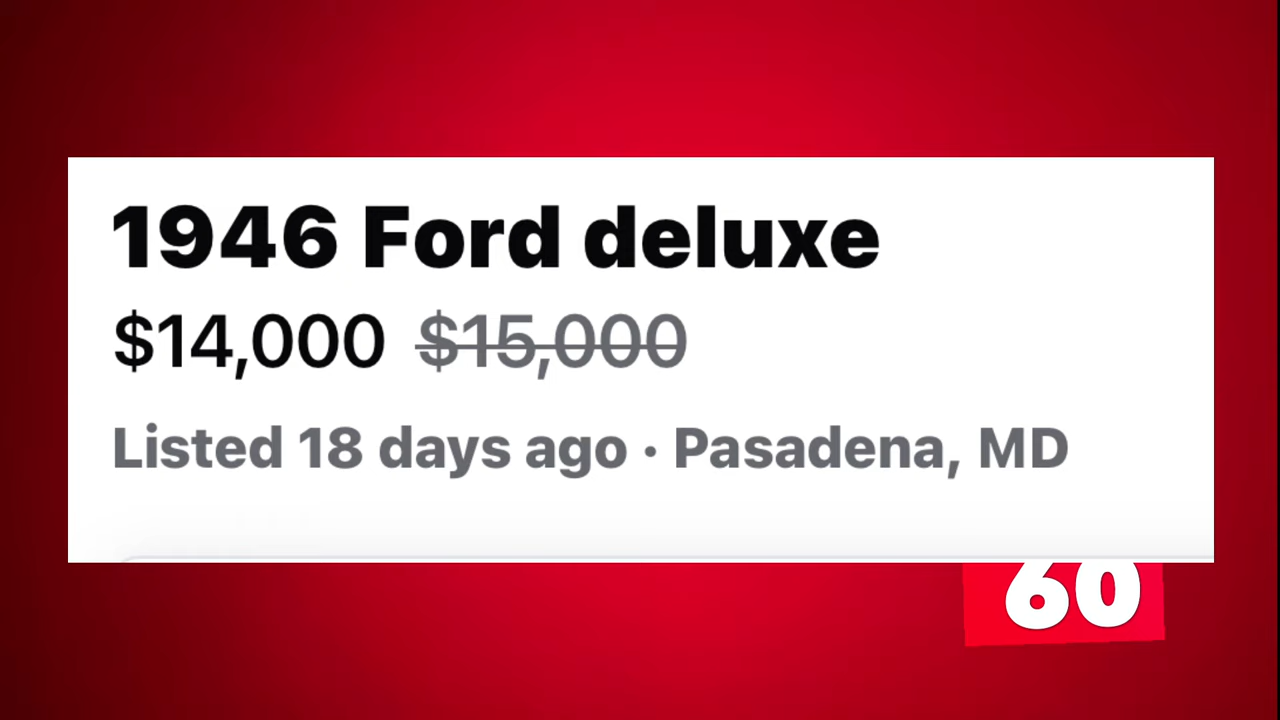 1946 Ford deluxe
$14,000 $15,000
Listed 18 days ago · Pasadena, MD
60